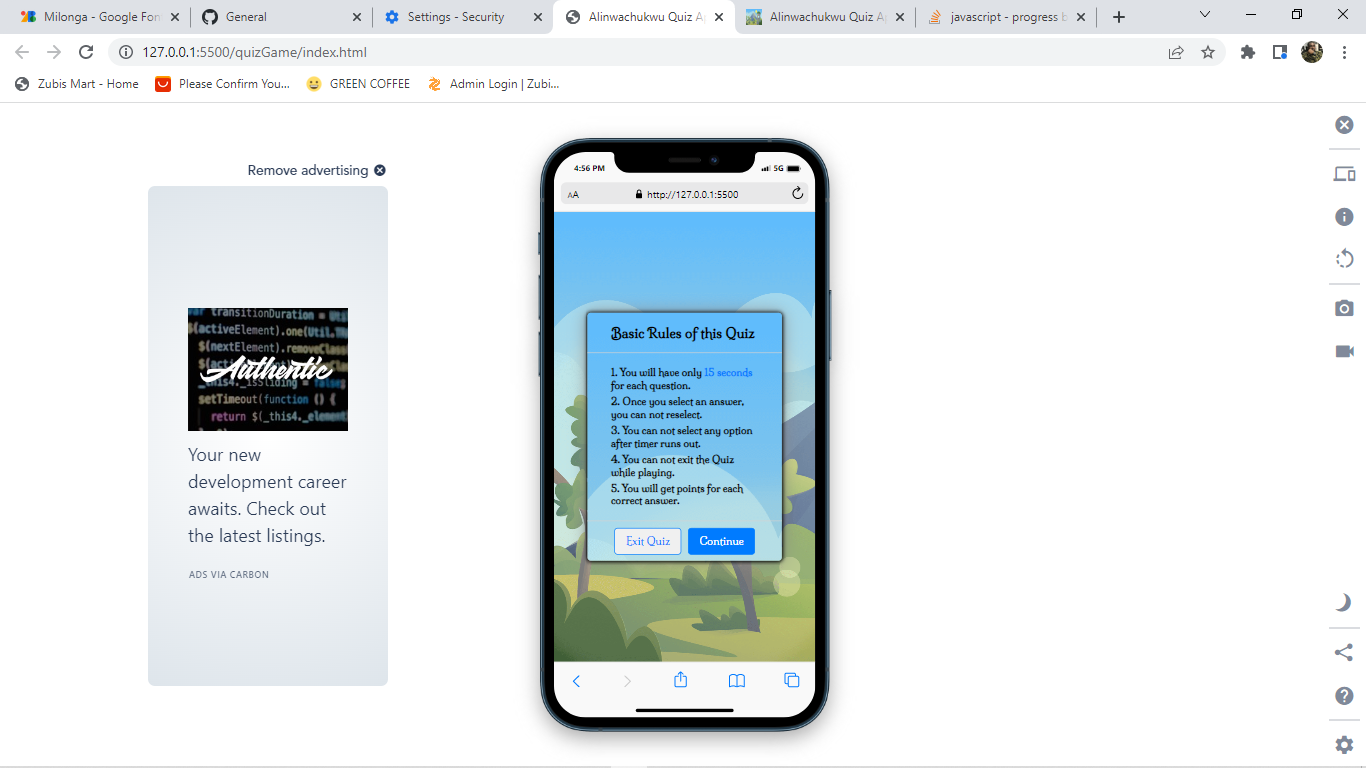 Milonga - Google Fon
General
Settings - Security
Alinwachukwu Quiz A
Alinwachukwu Quiz A
javascript - progress b
127.0.0.1:5500/quizGame/index.html
Zubis Mart - Home
Please Confirm You...
GREEN COFFEE
Admin Login | Zubi...
Remove advertising
var transitionDuration = Util
$(activeElement).one(Util.TR
$(nextElement).removeClass
Authentic
setTimeout(function () {
return $(_this4._element
Your new
development career
awaits. Check out
the latest listings.
ADS VIA CARBON
4:56 PM
5G
AA
http://127.0.0.1:5500
Basic Rules of this Quiz
1. You will have only 15 seconds
for each question.
2. Once you select an answer,
you can not reselect.
3. You can not select any option
after timer runs out.
4. You can not exit the Quiz
while playing.
5. You will get points for each
correct answer.
Exit Quiz
Continue